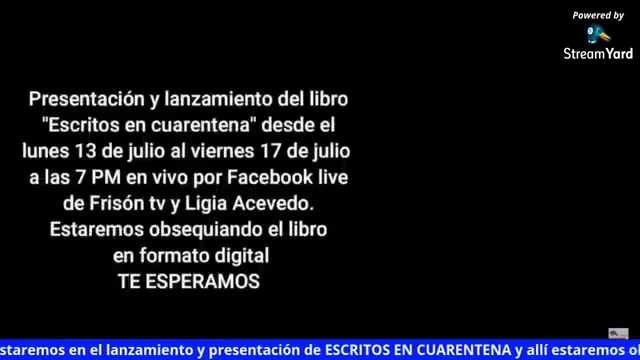 Powered by
StreamYard
Presentación y lanzamiento del libro
"Escritos en cuarentena" desde el
lunes 13 de julio al viernes 17 de julio
a las 7 PM en vivo por Facebook live
de Frisón tv y Ligia Acevedo.
Estaremos obsequiando el libro
en formato digital
TE ESPERAMOS
staremos en el lanzamiento y presentación de ESCRITOS EN CUARENTENA y allí estaremos ob